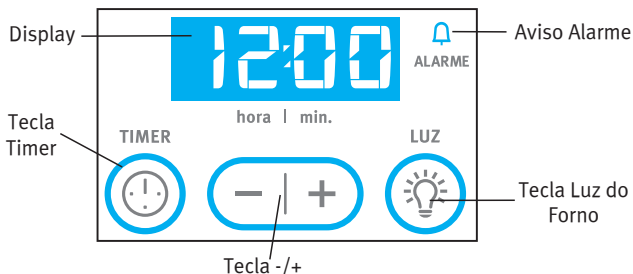 Display
12:00
Aviso Alarme
ALARME
hora | min.
Tecla
Timer
TIMER
LUZ
- | +
Tecla Luz do
Forno
Tecla -/+